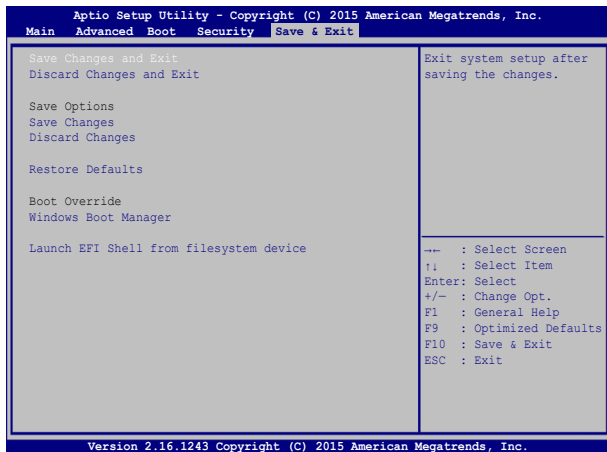 Aptio Setup Utility - Copyright (C) 2015 American Megatrends, Inc.
Main Advanced Boot Security Save & Exit
Save Changes and Exit
Discard Changes and Exit
Save Options
Save Changes
Discard Changes
Restore Defaults
Boot Override
Windows Boot Manager
Launch EFI Shell from filesystem device
Exit system setup after
saving the changes.
→← : Select Screen
↑↓ : Select Item
Enter: Select
+/— : Change Opt.
F1 : General Help
F9 : Optimized Defaults
F10 : Save & Exit
ESC : Exit
Version 2.16.1243 Copyright (C) 2015 American Megatrends, Inc.